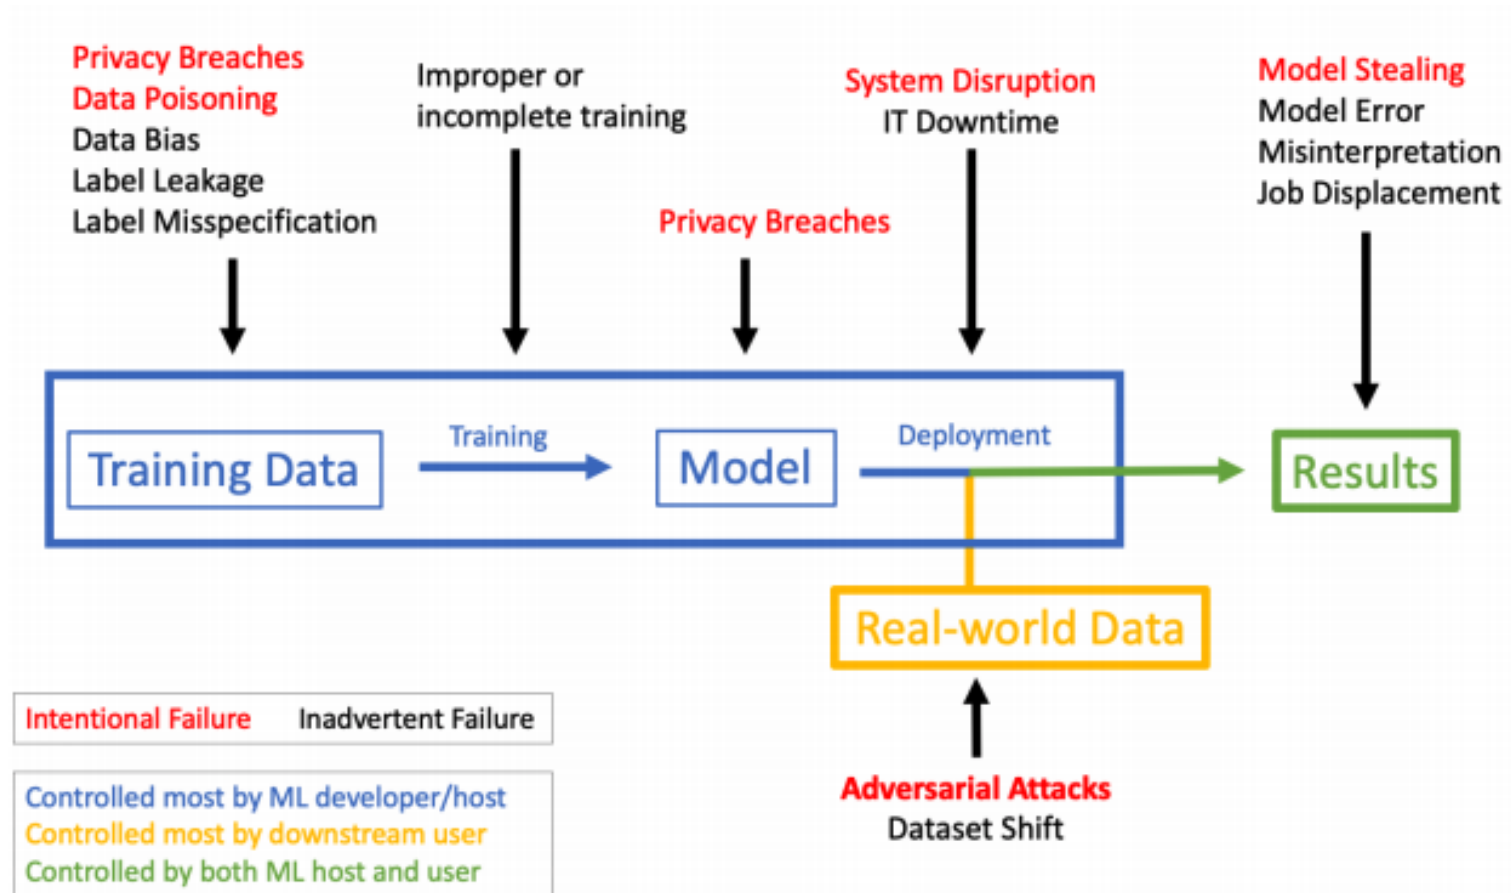 Privacy Breaches
Data Poisoning
Data Bias
Label Leakage
Label Misspecification
Improper or
incomplete training
Privacy Breaches
System Disruption
IT Downtime
Model Stealing
Model Error
Misinterpretation
Job Displacement
Training Data
Training
Model
Deployment
Results
Real-world Data
Adversarial Attacks
Dataset Shift
Intentional Failure Inadvertent Failure
Controlled most by ML developer/host
Controlled most by downstream user
Controlled by both ML host and user